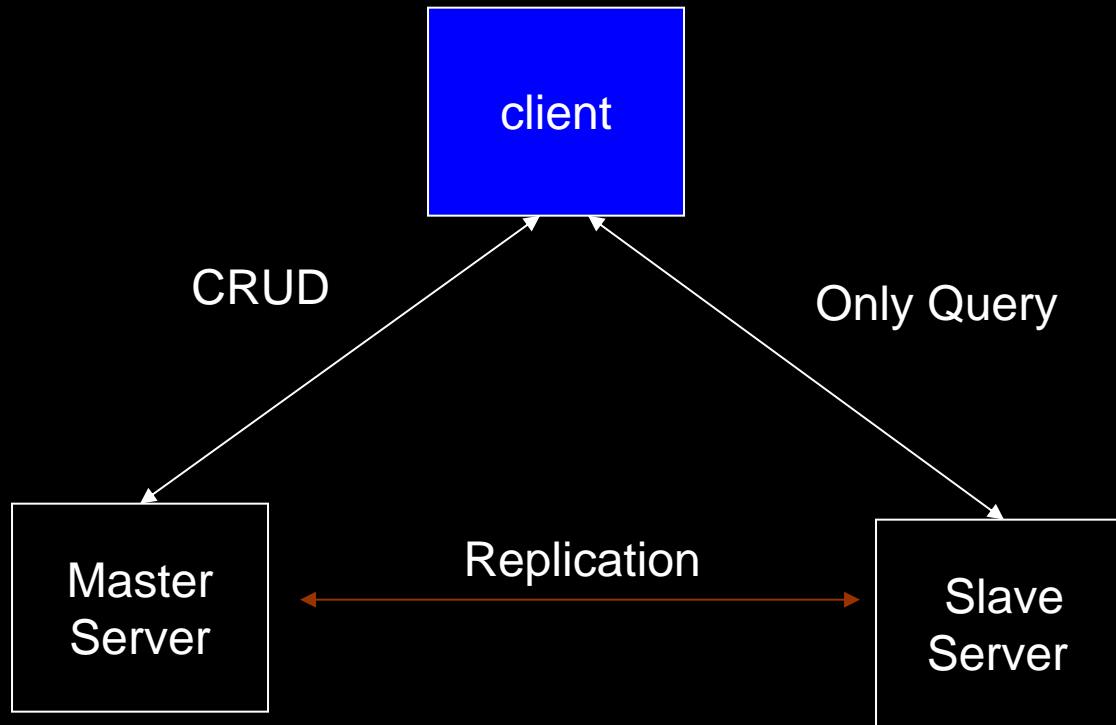 client
CRUD
Only Query
Replication
Master
Server
Slave
Server